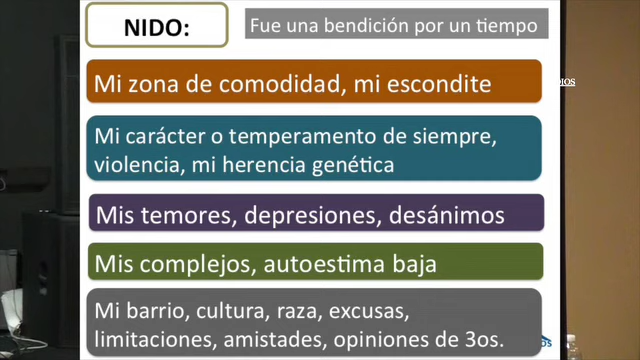 NIDO:
Fue una bendición por un tiempo
Mi zona de comodidad, mi escondite
Mi carácter o temperamento de siempre,
violencia, mi herencia genética
Mis temores, depresiones, desánimos
Mis complejos, autoestima baja
Mi barrio, cultura, raza, excusas,
limitaciones, amistades, opiniones de 3os.